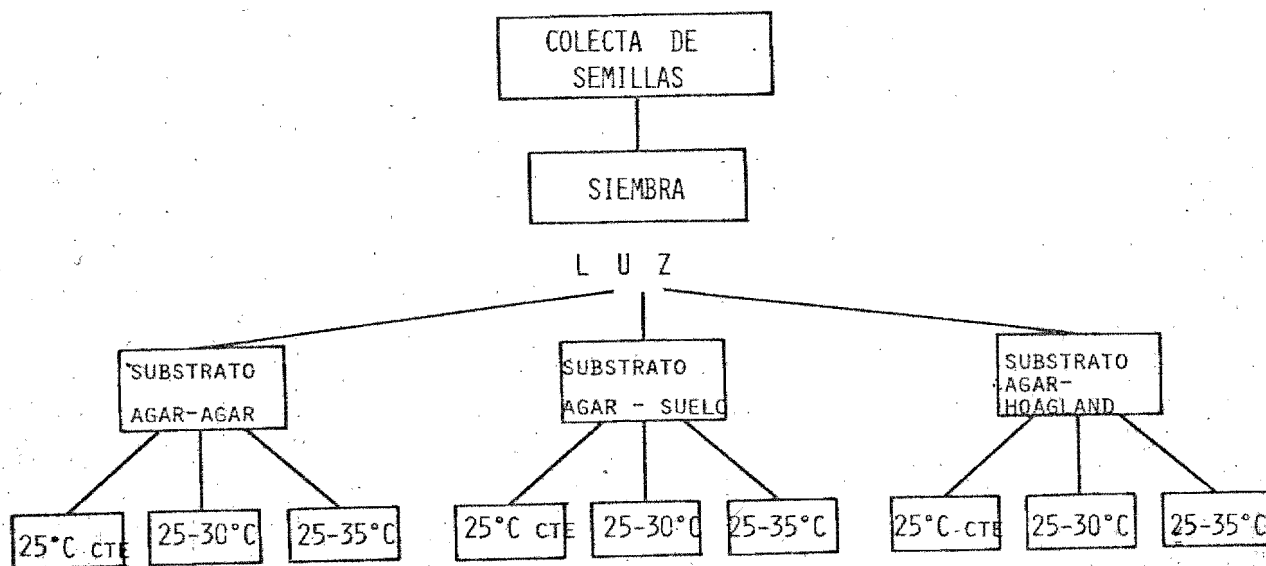 COLECTA DE
SEMILLAS
SIEMBRA
L U Z
SUBSTRATO
AGAR-AGAR
SUBSTRATO
AGAR - SUELO
SUBSTRATO
AGAR-
HOAGLAND
25°C CTE
25-30°C
25-35°C
25°C CTE
25-30°C
25-35°C
25°C CTE
25-30°C
25-35°C